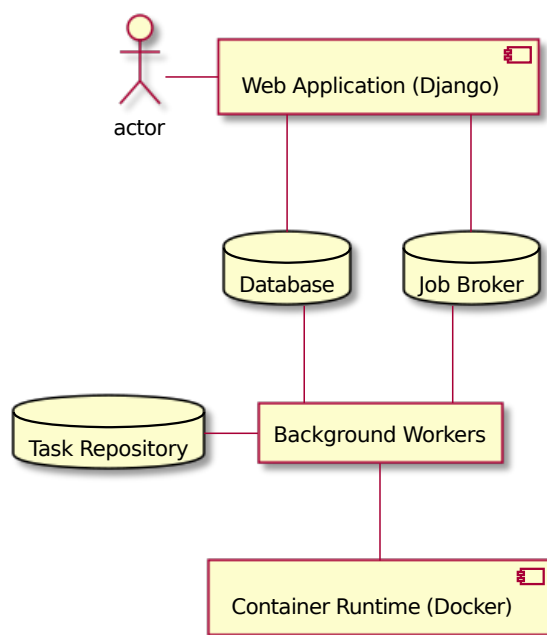 actor
Web Application (Django)
Database
Job Broker
Task Repository
Background Workers
Container Runtime (Docker)